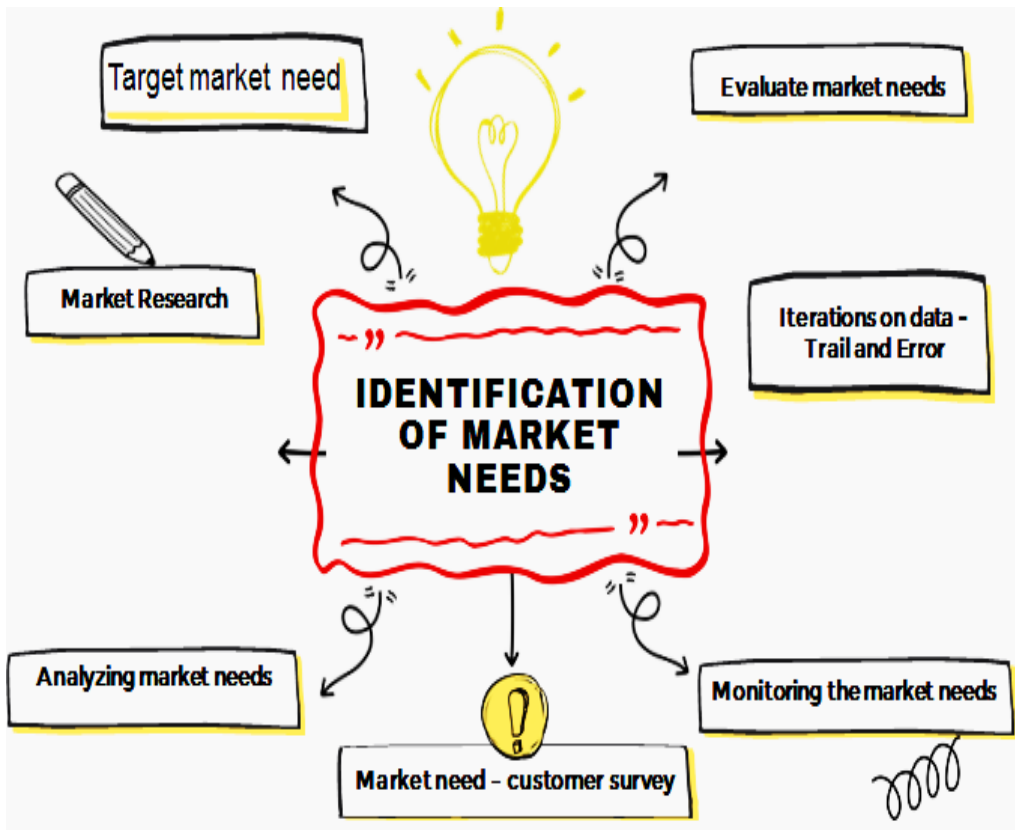 Target market need
Evaluate market needs
Market Research
Iterations on data -
Trail and Error
IDENTIFICATION
OF MARKET
NEEDS
Analyzing market needs
Monitoring the market needs
Market need - customer survey